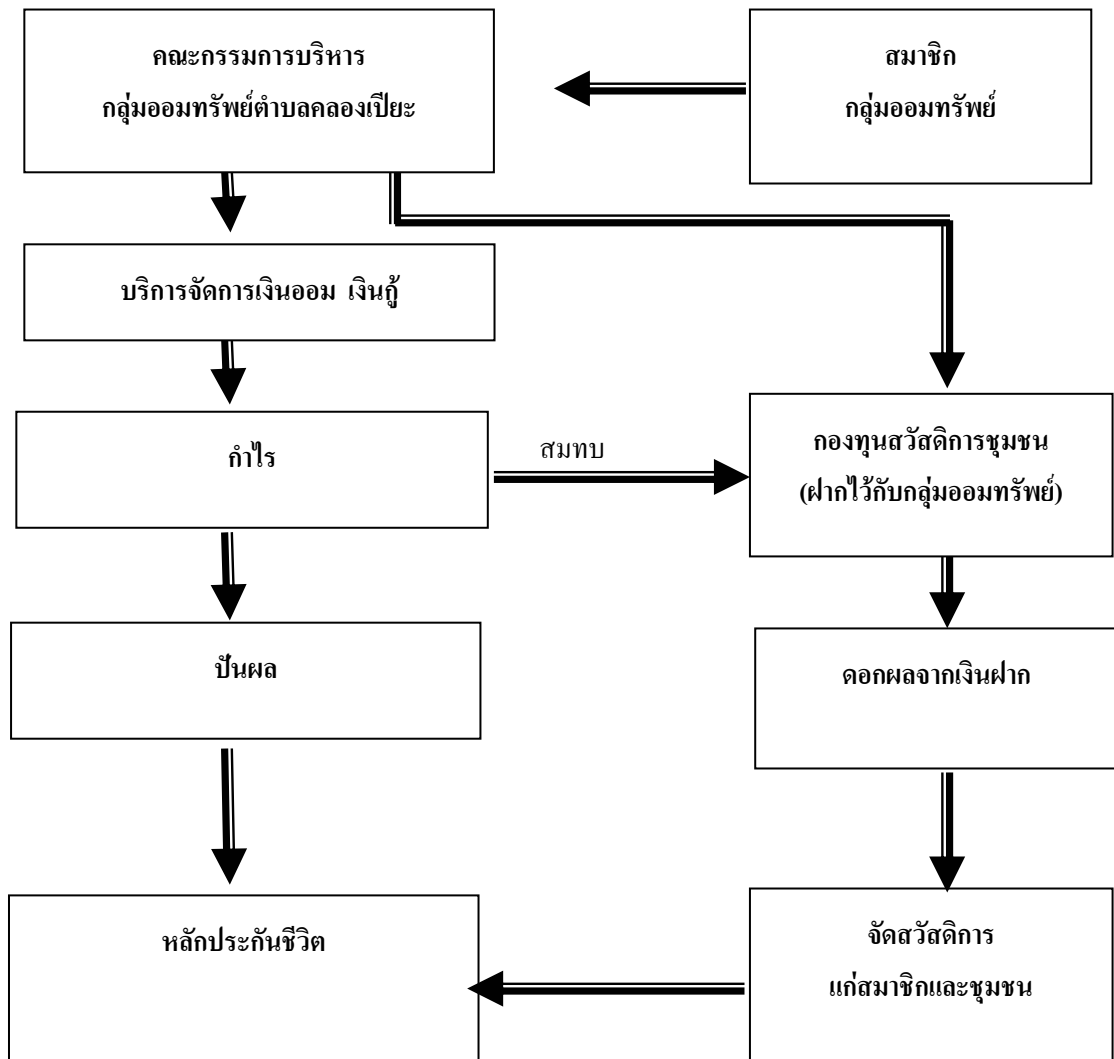 คณะกรรมการบริหาร
กลุ่มออมทรัพย์ตำบลคลองเปียะ
สมาชิก
กลุ่มออมทรัพย์
บริการจัดการเงินออม เงินกู้
กำไร
สมทบ
กองทุนสวัสดิการชุมชน
(ฝากไว้กับกลุ่มออมทรัพย์)
ปันผล
ดอกผลจากเงินฝาก
หลักประกันชีวิต
จัดสวัสดิการ
แก่สมาชิกและชุมชน